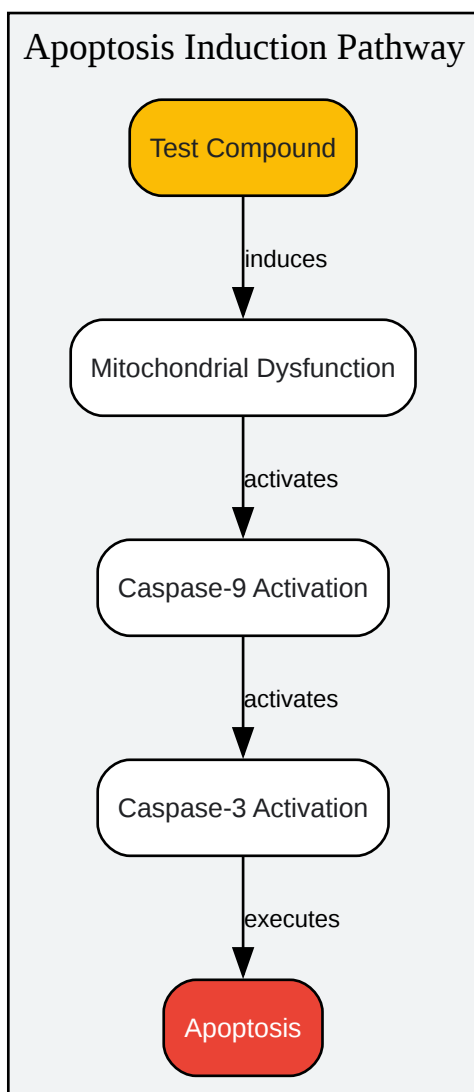 Apoptosis Induction Pathway
Test Compound
induces
Mitochondrial Dysfunction
activates
Caspase-9 Activation
activates
Caspase-3 Activation
executes
Apoptosis